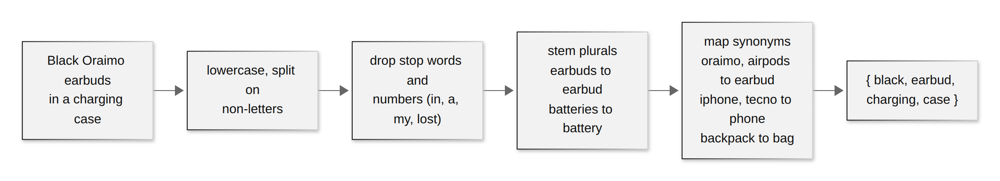 Black Oraimo
earbuds
in a charging
case
lowercase, split
on
non-letters
drop stop words
and
numbers (in, a,
my, lost)
stem plurals
earbuds to
earbud
batteries to
battery
map synonyms
oraimo, airpods
to earbud
iphone, tecno to
phone
backpack to bag
{ black, earbud,
charging, case }